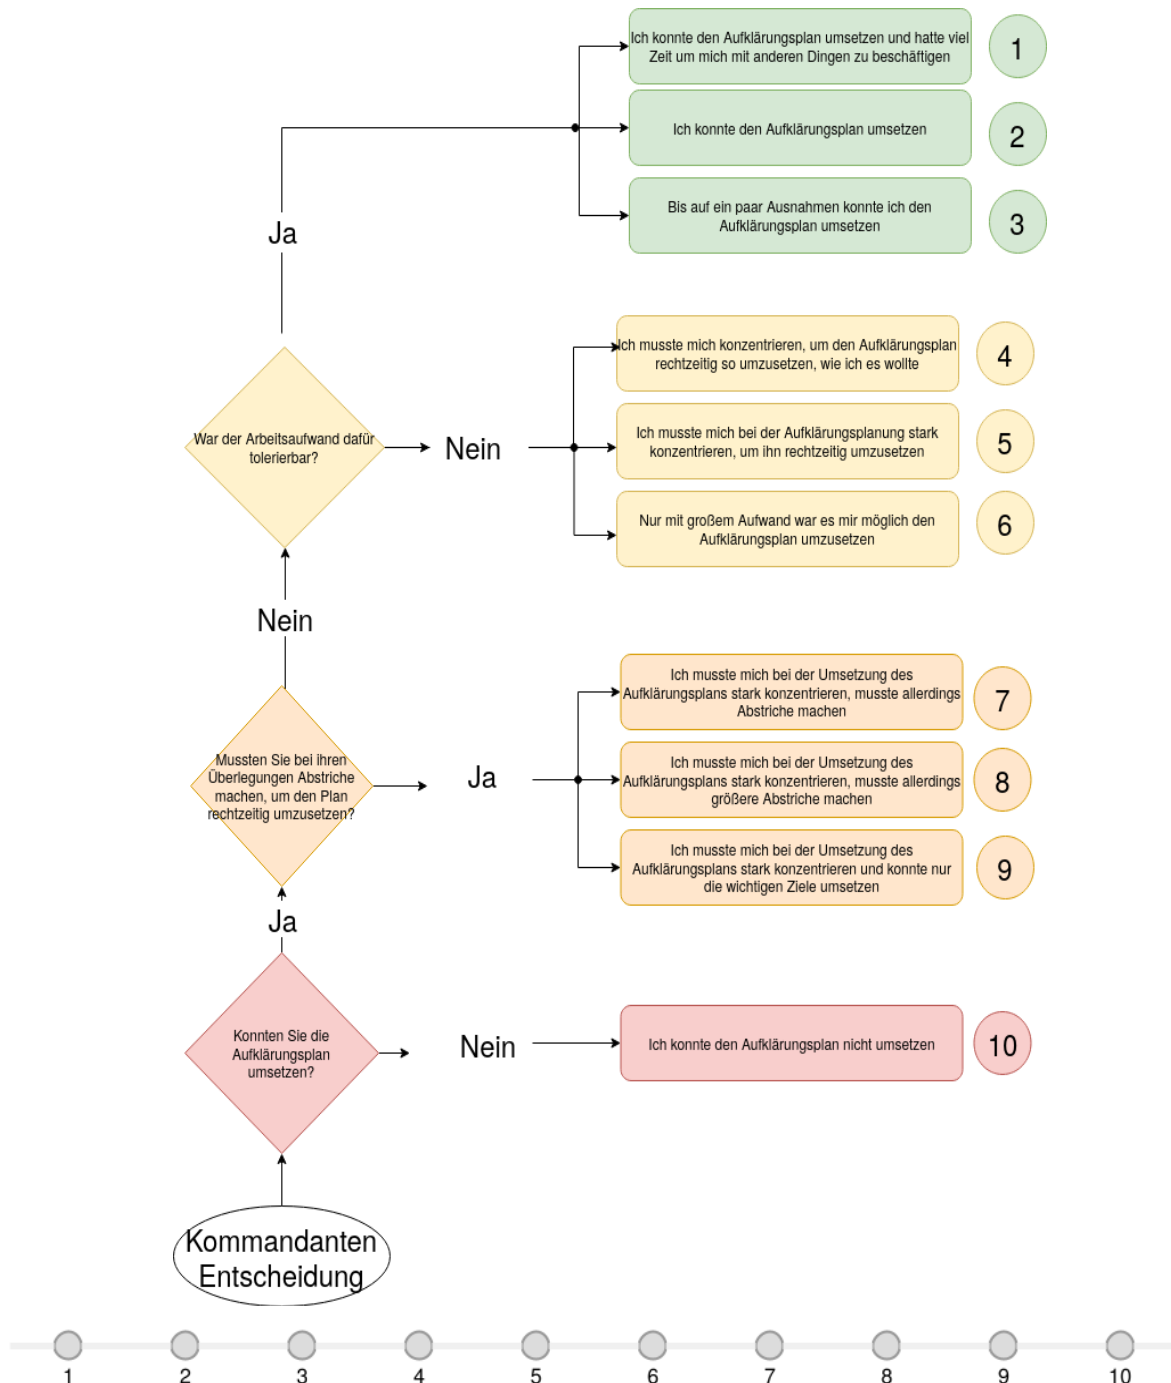 Ich konnte den Aufklärungsplan umsetzen und hatte viel
Zeit um mich mit anderen Dingen zu beschäftigen
1
Ich konnte den Aufklärungsplan umsetzen
2
Bis auf ein paar Ausnahmen konnte ich den
Aufklärungsplan umsetzen
3
Ja
Ich musste mich konzentrieren, um den Aufklärungsplan
rechtzeitig so umzusetzen, wie ich es wollte
4
War der Arbeitsaufwand dafür
tolerierbar?
Nein
Ich musste mich bei der Aufklärungsplanung stark
konzentrieren, um ihn rechtzeitig umzusetzen
5
Nur mit großem Aufwand war es mir möglich den
Aufklärungsplan umzusetzen
6
Nein
Ich musste mich bei der Umsetzung des
Aufklärungsplans stark konzentrieren, musste allerdings
Abstriche machen
7
Mussten Sie bei ihren
Überlegungen Abstriche
machen, um den Plan
rechtzeitig umzusetzen?
Ja
Ich musste mich bei der Umsetzung des
Aufklärungsplans stark konzentrieren, musste allerdings
größere Abstriche machen
8
Ich musste mich bei der Umsetzung des
Aufklärungsplans stark konzentrieren und konnte nur
die wichtigen Ziele umsetzen
9
Ja
Konnten Sie die
Aufklärungsplan
umsetzen?
Nein
Ich konnte den Aufklärungsplan nicht umsetzen
10
Kommandanten
Entscheidung
1 2 3 4 5 6 7 8 9 10